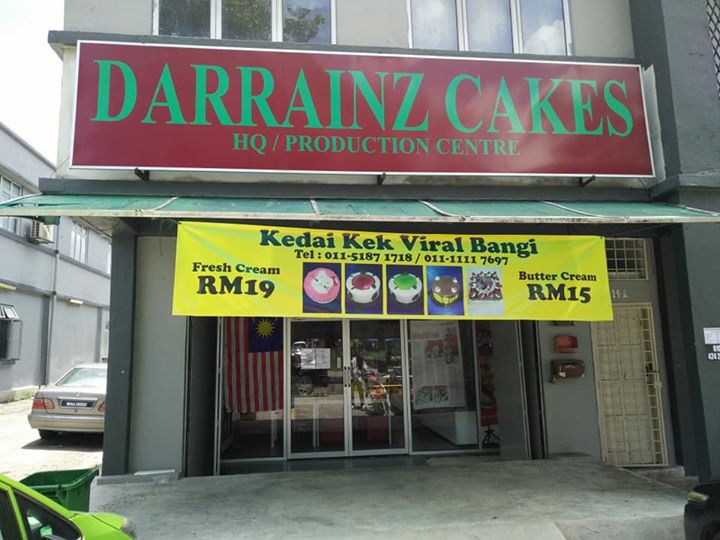 DARRAINZ CAKES
HQ / PRODUCTION CENTRE
Kedai Kek Viral Bangi
Tel : 011-5187 1718 / 011-1111 7697
Fresh Cream
RM19
Butter Cream
RM15